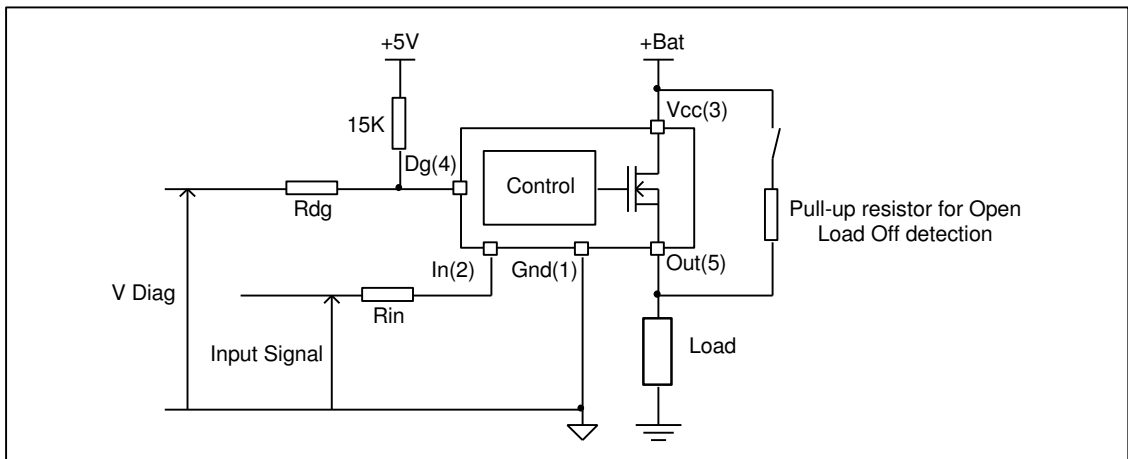 +5V
+Bat
Vcc(3)
15K
Dg(4)
Control
Rdg
Pull-up resistor for Open
Load Off detection
In(2)
Gnd(1)
Out(5)
V Diag
Rin
Input Signal
Load